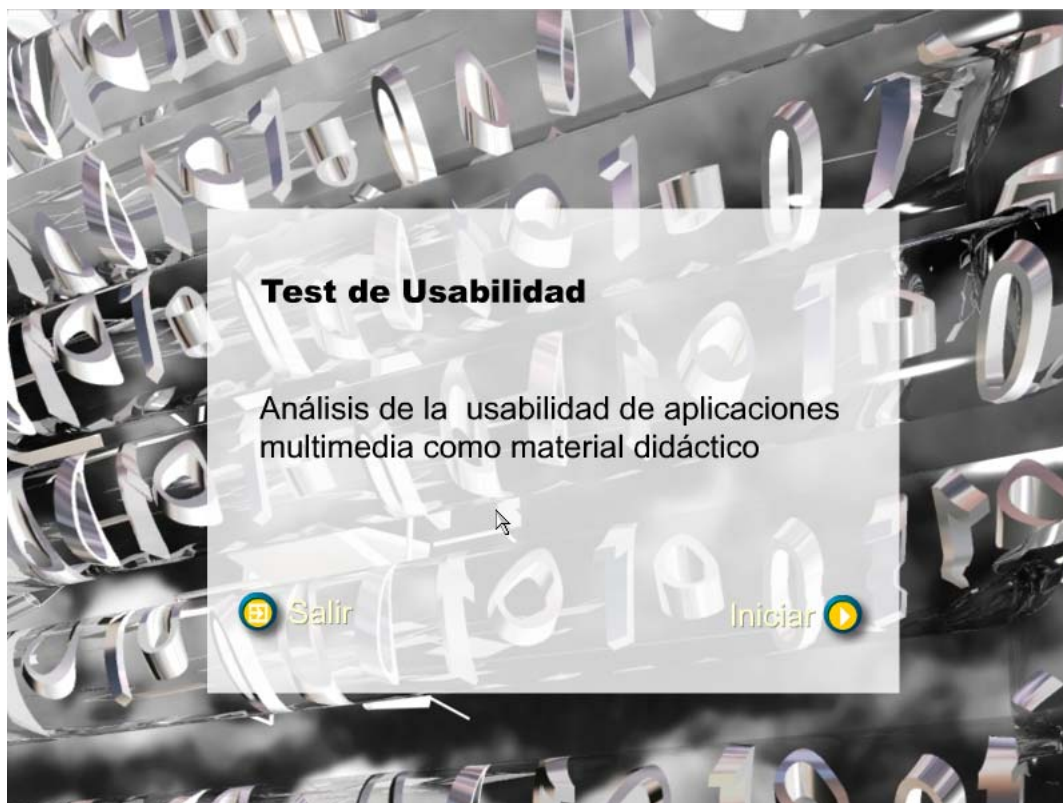 Test de Usabilidad
Análisis de la usabilidad de aplicaciones
multimedia como material didáctico
Salir
Iniciar